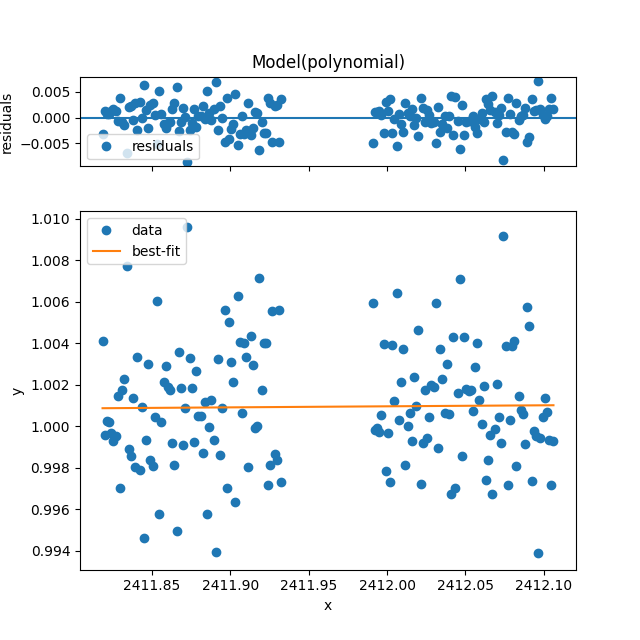 Model(polynomial)
residuals
0.005
0.000
−0.005
residuals
y
1.010
1.008
1.006
1.004
1.002
1.000
0.998
0.996
0.994
data
best-fit
2411.85 2411.90 2411.95 2412.00 2412.05 2412.10
x